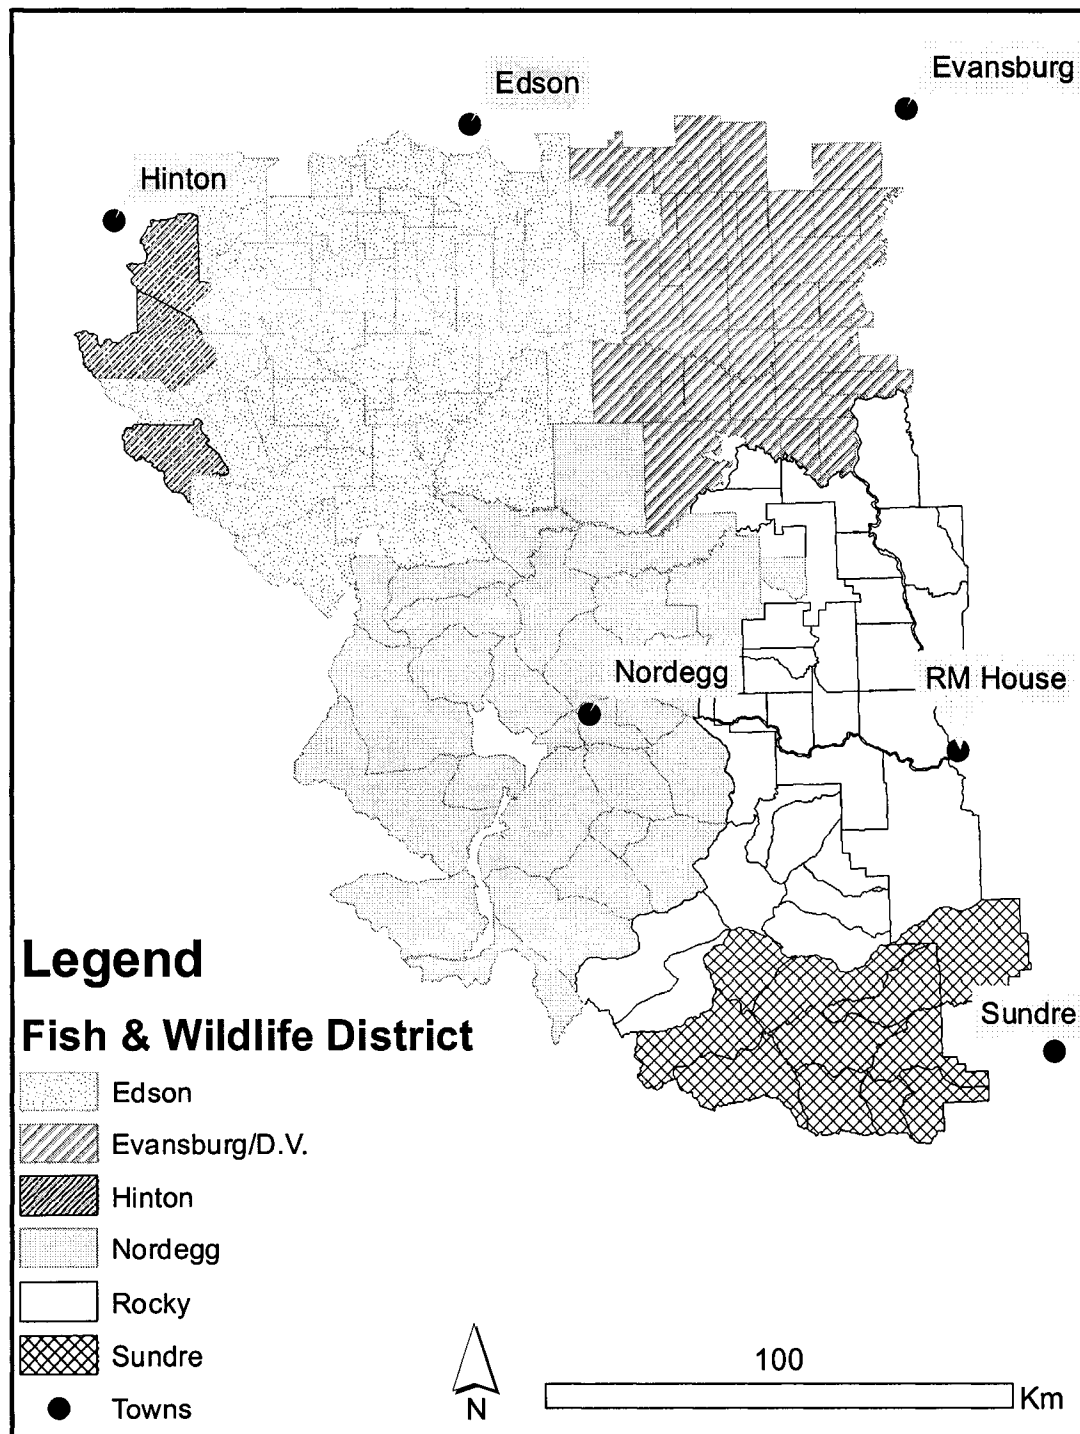 Evansburg
Edson
Hinton
Nordegg
RM House
Sundre
Legend
Fish & Wildlife District
Edson
Evansburg/D.V.
Hinton
Nordegg
Rocky
Sundre
Towns
N
100
Km